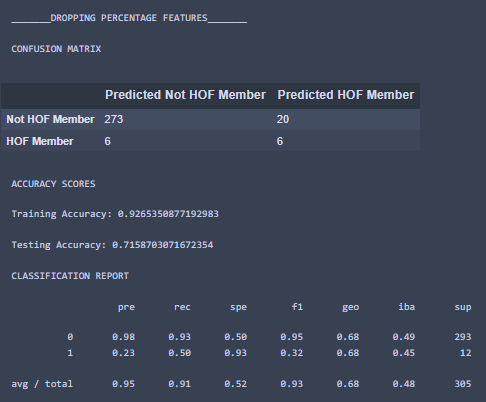 _______DROPPING PERCENTAGE FEATURES_______
CONFUSION MATRIX
Predicted Not HOF Member Predicted HOF Member
Not HOF Member 273 20
HOF Member 6 6
ACCURACY SCORES
Training Accuracy: 0.9265350877192983
Testing Accuracy: 0.7158703071672354
CLASSIFICATION REPORT
pre rec spe f1 geo iba sup
0 0.98 0.93 0.50 0.95 0.68 0.49 293
1 0.23 0.50 0.93 0.32 0.68 0.45 12
avg / total 0.95 0.91 0.52 0.93 0.68 0.48 305